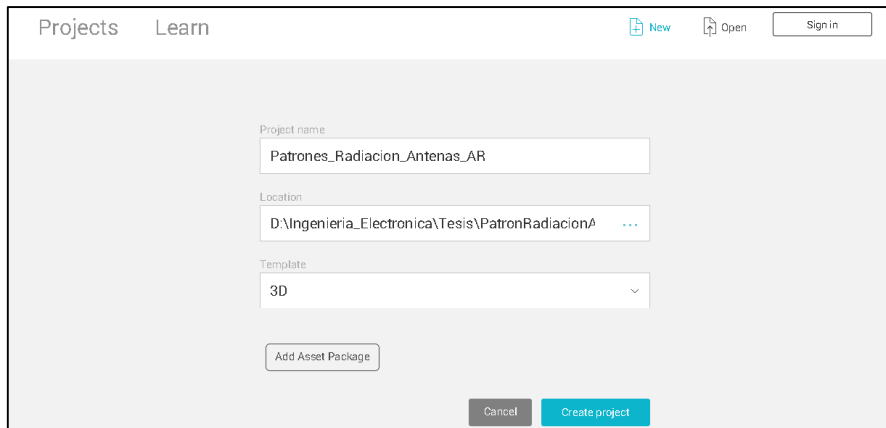 Projects Learn New Open Sign in
Project name
Patrones_Radiacion_Antenas_AR
Location
D:\Ingenieria_Electronica\Tesis\PatronRadiacionA ...
Template
3D
Add Asset Package
Cancel Create project